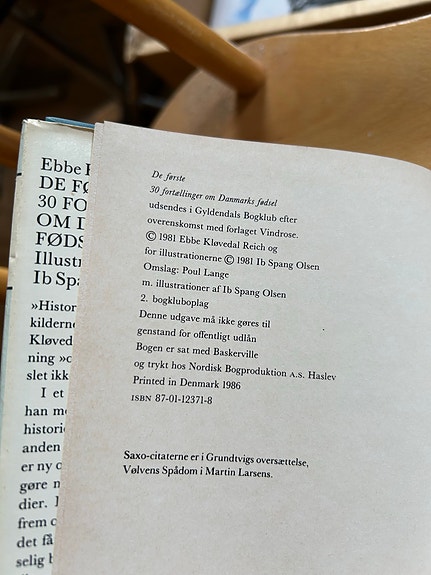 Ebbe
DE
30
OM
FØDS
Illustr
Ib Spa
»Histor
kilderne
Kløved
ning »o
slet ikk
I et
han me
historie
anden
er ny o
gøre n
dier. I
frem o
det få
selig b
De første
30 fortællinger om Danmarks fødsel
udsendes i Gyldendals Bogklub efter
overenskomst med forlaget Vindrose.
© 1981 Ebbe Kløvedal Reich og
for illustrationerne © 1981 Ib Spang Olsen
Omslag: Poul Lange
m. illustrationer af Ib Spang Olsen
2. bogkluboplag
Denne udgave må ikke gøres til
genstand for offentligt udlån
Bogen er sat med Baskerville
og trykt hos Nordisk Bogproduktion A.S. Haslev
Printed in Denmark 1986
ISBN 87-01-12371-8
Saxo-citaterne er i Grundtvigs oversættelse,
Vølvens Spådom i Martin Larsens.